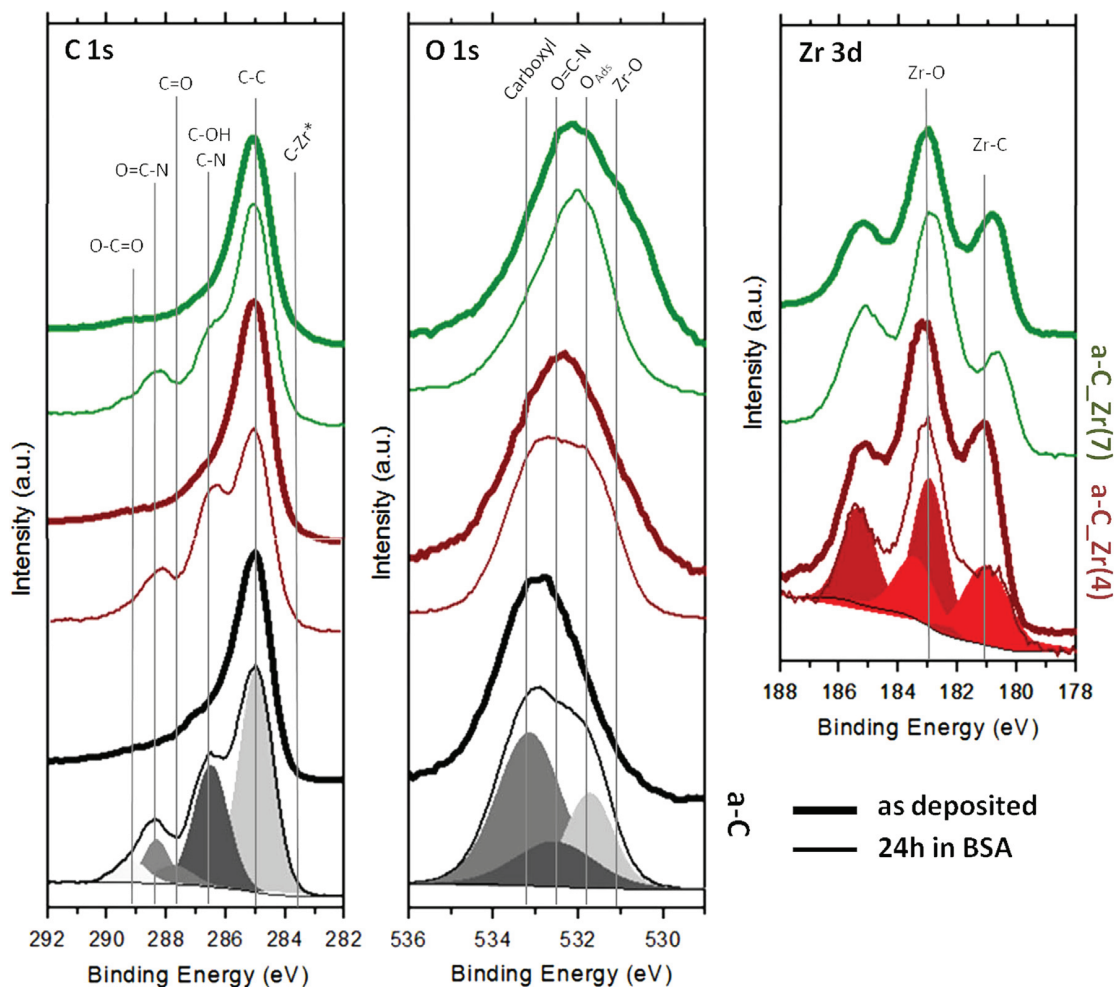 C 1s
O=C-N
O-C=O
C=O
C-OH
C-N
C-C
C-Zr*
Intensity (a.u.)
292 290 288 286 284 282
Binding Energy (eV)
O 1s
Carboxyl
O=C-N
O Ads
Zr-O
Intensity (a.u.)
536 534 532 530
Binding Energy (eV)
Zr 3d
Zr-O
Zr-C
Intensity (a.u.)
188 186 184 182 180 178
Binding Energy (eV)
a-C_Zr(7)
a-C_Zr(4)
a-C
as deposited
24h in BSA